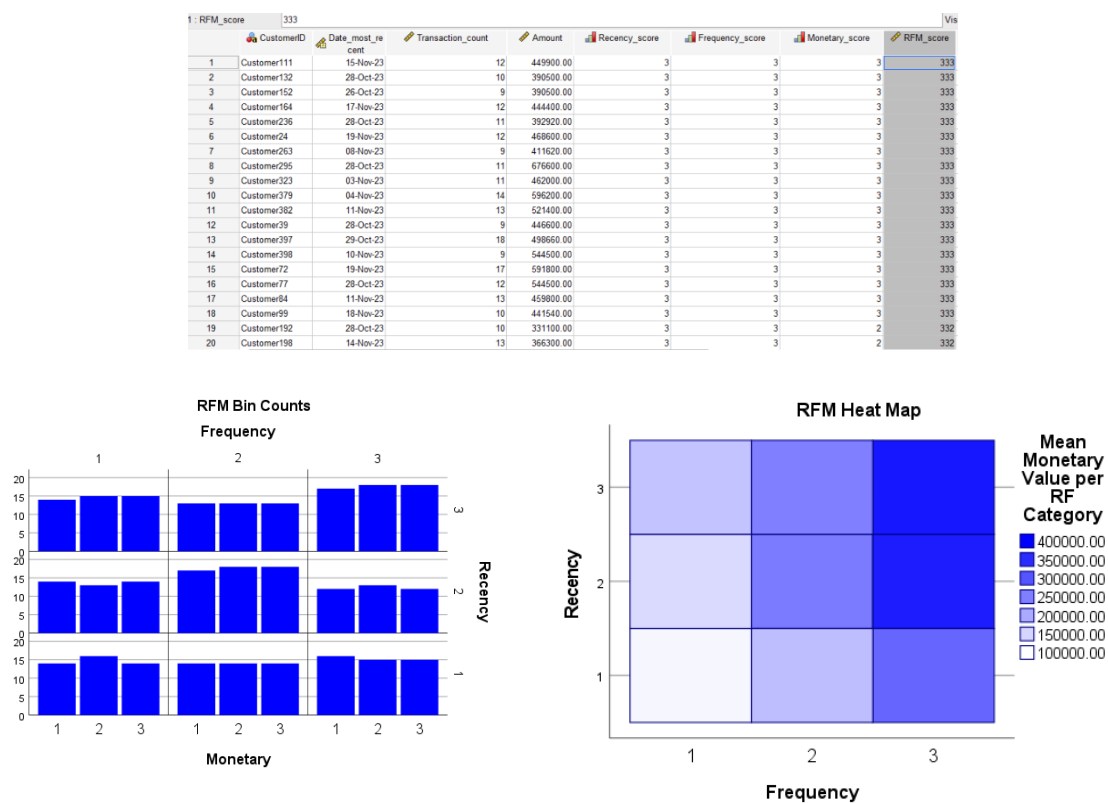 1 : RFM_score 333 Vis
CustomerID Date_most_recent Transaction_count Amount Recency_score Frequency_score Monetary_score RFM_score
1 Customer111 15-Nov-23 12 449900.00 3 3 3 333
2 Customer132 28-Oct-23 10 390500.00 3 3 3 333
3 Customer152 26-Oct-23 9 390500.00 3 3 3 333
4 Customer164 17-Nov-23 12 444400.00 3 3 3 333
5 Customer236 28-Oct-23 11 392920.00 3 3 3 333
6 Customer24 19-Nov-23 12 468600.00 3 3 3 333
7 Customer263 08-Nov-23 9 411620.00 3 3 3 333
8 Customer295 28-Oct-23 11 676600.00 3 3 3 333
9 Customer323 03-Nov-23 11 462000.00 3 3 3 333
10 Customer379 04-Nov-23 14 596200.00 3 3 3 333
11 Customer382 11-Nov-23 13 521400.00 3 3 3 333
12 Customer39 28-Oct-23 9 446600.00 3 3 3 333
13 Customer397 29-Oct-23 18 498660.00 3 3 3 333
14 Customer398 10-Nov-23 9 544500.00 3 3 3 333
15 Customer72 19-Nov-23 17 591800.00 3 3 3 333
16 Customer77 28-Oct-23 12 544500.00 3 3 3 333
17 Customer84 11-Nov-23 13 459800.00 3 3 3 333
18 Customer99 18-Nov-23 10 441540.00 3 3 3 333
19 Customer192 28-Oct-23 10 331100.00 3 3 2 332
20 Customer198 14-Nov-23 13 366300.00 3 3 2 332
RFM Bin Counts
Frequency
1 2 3
20
15
10
5
0
3
20
15
10
5
0
2
20
15
10
5
0
1
Recency
1 2 3 1 2 3 1 2 3
Monetary
RFM Heat Map
Recency
3
2
1
1 2 3
Frequency
Mean
Monetary
Value per
RF
Category
400000.00
350000.00
300000.00
250000.00
200000.00
150000.00
100000.00